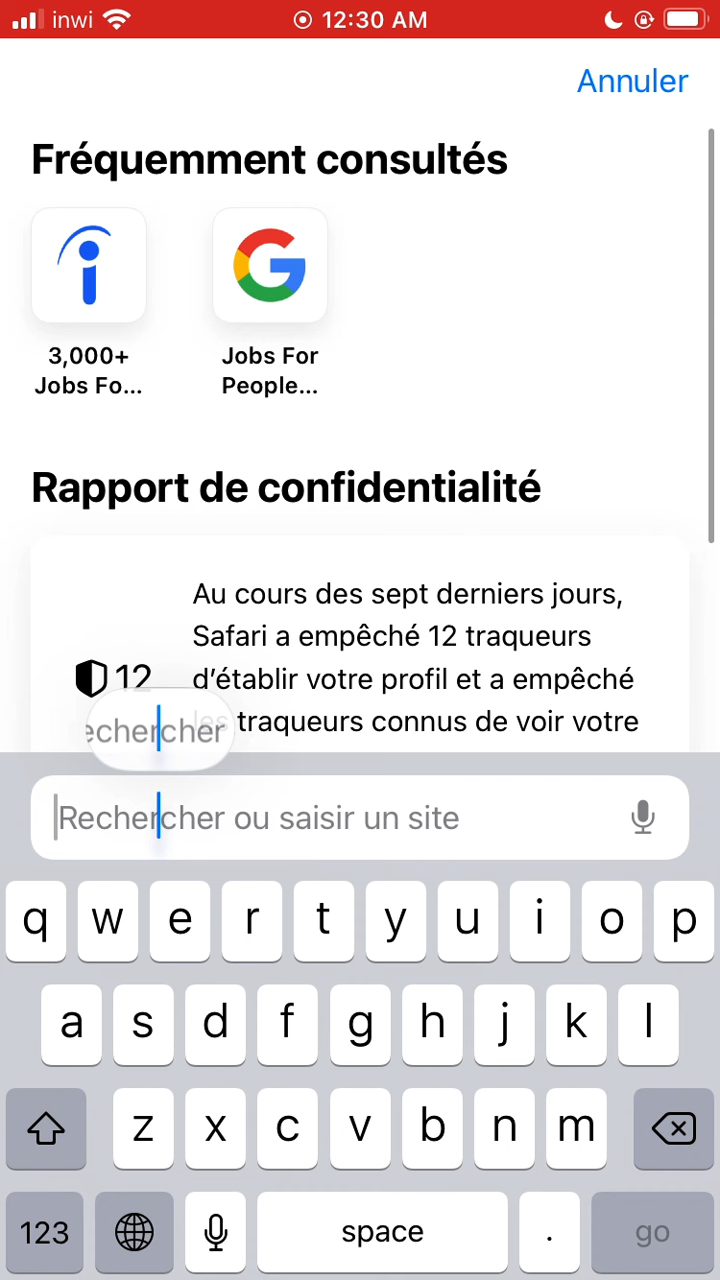 inwi 12:30 AM
Annuler
Fréquemment consultés
3,000+
Jobs Fo...
Jobs For
People...
Rapport de confidentialité
Au cours des sept derniers jours,
Safari a empêché 12 traqueurs
12 d’établir votre profil et a empêché
les traqueurs connus de voir votre
echercher
Rechercher ou saisir un site
q w e r t y u i o p
a s d f g h j k l
z x c v b n m
123 space . go